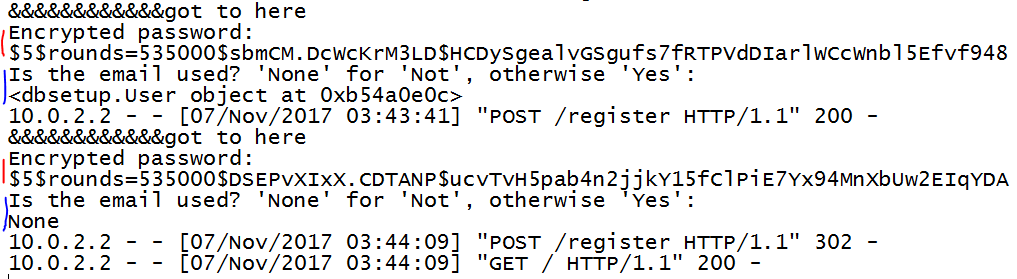 &&&&&&&&&&&&got to here
Encrypted password:
$5$rounds=535000$sbmCM.DcWcKrM3LD$HCDySgealvGSgufs7fRTPVdDIarlWCcWnbl5Efvf948
Is the email used? 'None' for 'Not', otherwise 'Yes':
<dbsetup.User object at 0xb54a0e0c>
10.0.2.2 - - [07/Nov/2017 03:43:41] "POST /register HTTP/1.1" 200 -
&&&&&&&&&&&&got to here
Encrypted password:
$5$rounds=535000$DSEPvXIxX.CDTANP$ucvTvH5pab4n2jjkY15fClPiE7Yx94MnXbUw2EIqYDA
Is the email used? 'None' for 'Not', otherwise 'Yes':
None
10.0.2.2 - - [07/Nov/2017 03:44:09] "POST /register HTTP/1.1" 302 -
10.0.2.2 - - [07/Nov/2017 03:44:09] "GET / HTTP/1.1" 200 -